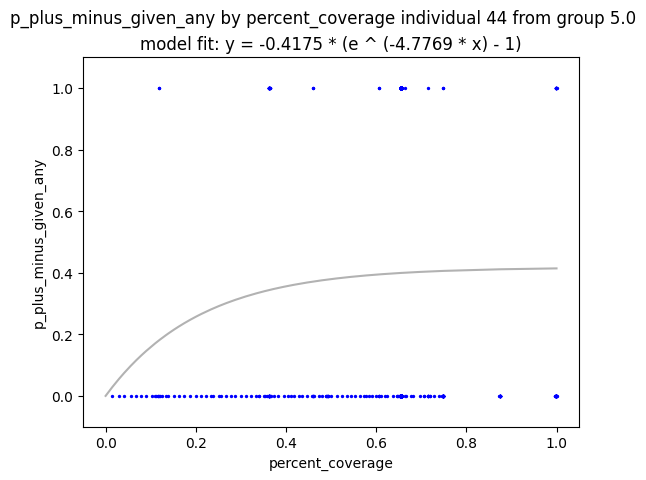 p_plus_minus_given_any by percent_coverage individual 44 from group 5.0
model fit: y = -0.4175 * (e ^ (-4.7769 * x) - 1)
p_plus_minus_given_any
1.0
0.8
0.6
0.4
0.2
0.0
0.0 0.2 0.4 0.6 0.8 1.0
percent_coverage